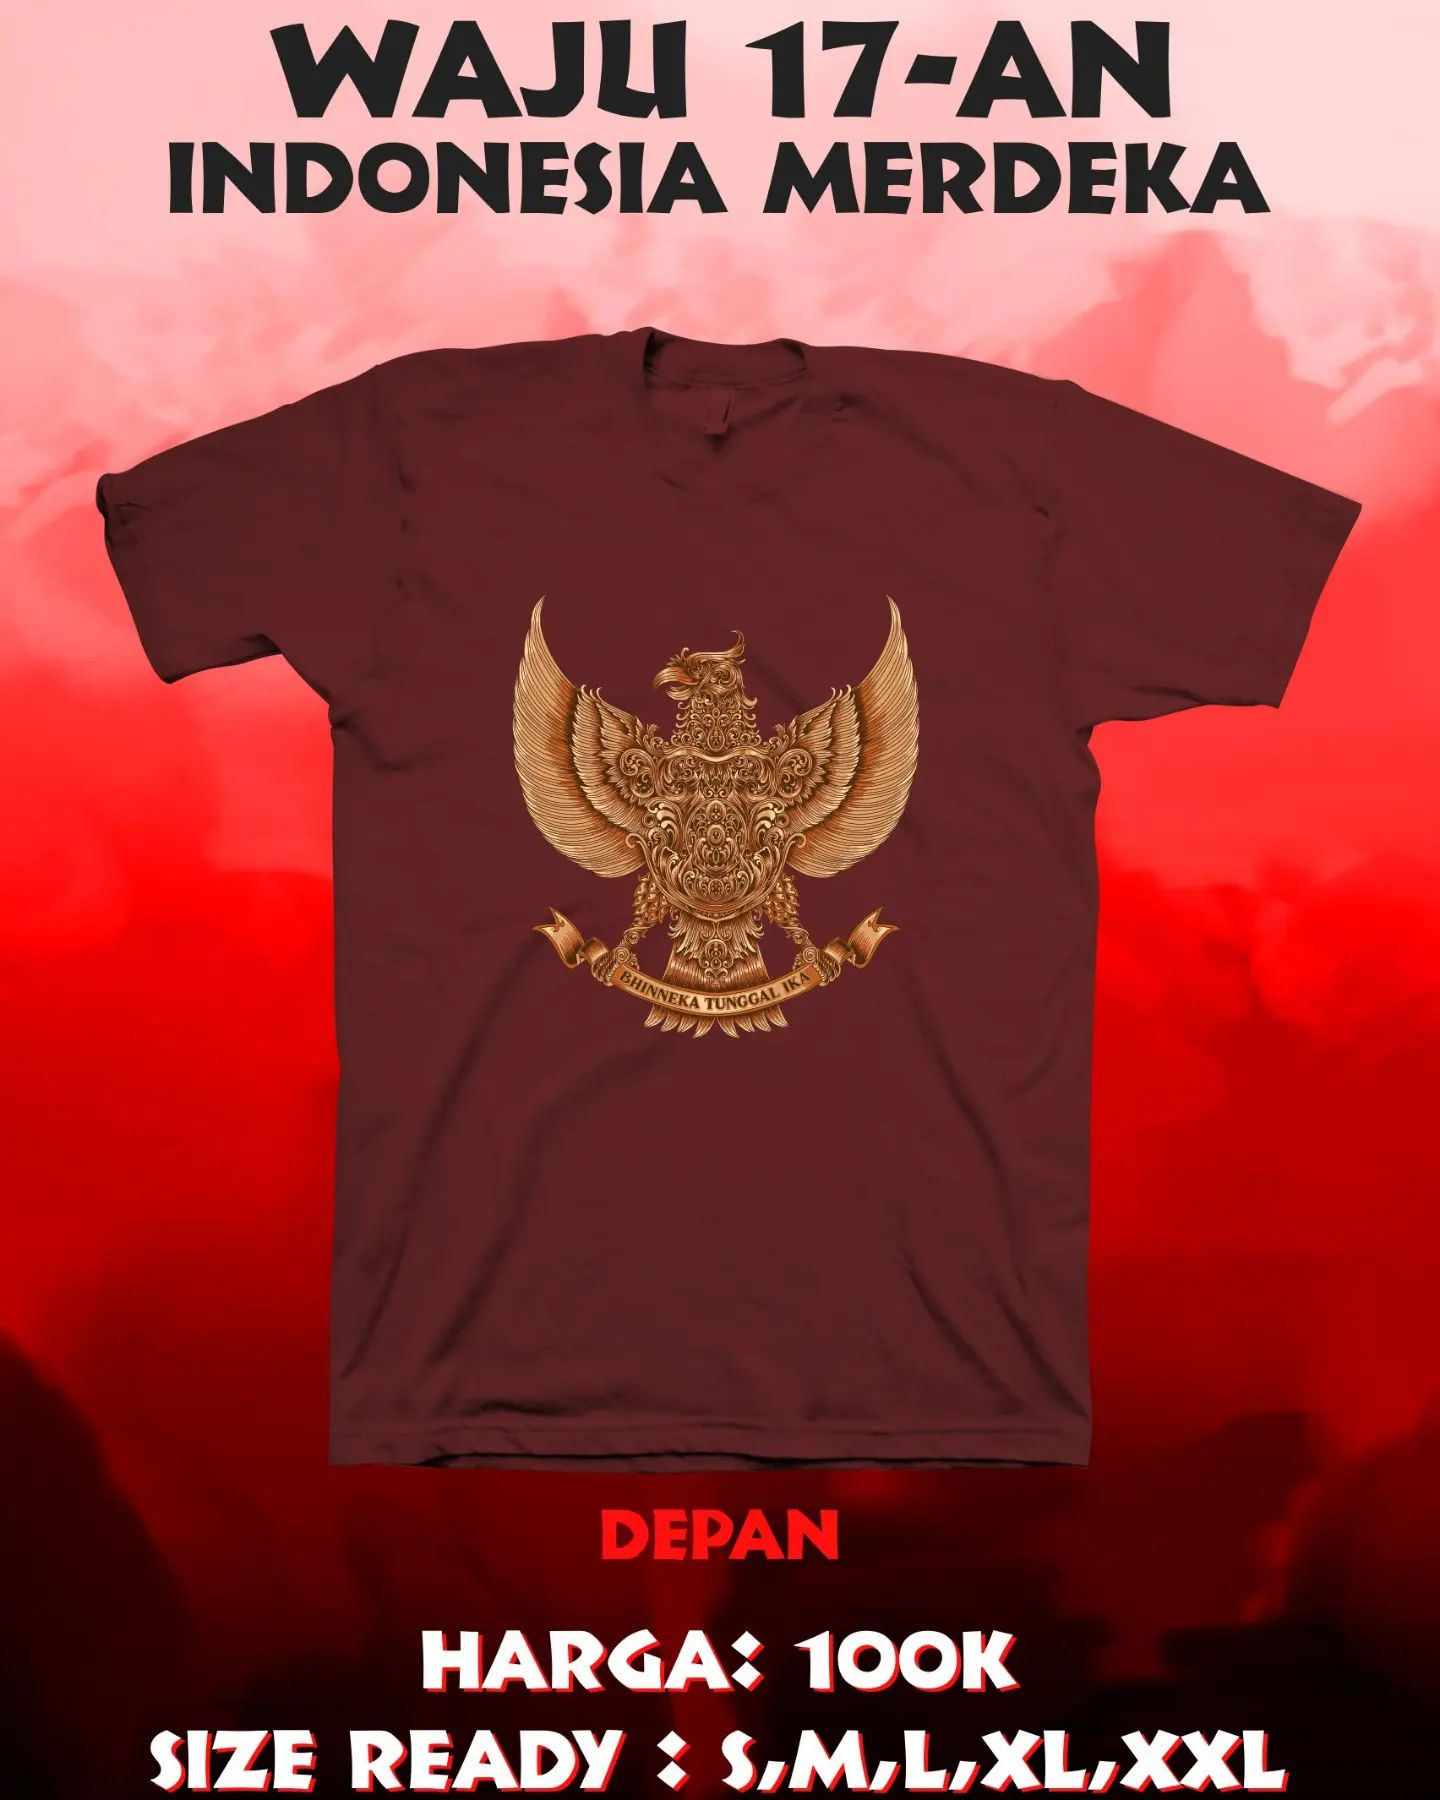 WAJU 17-AN
INDONESIA MERDEKA
BHINNEKA TUNGGAL IKA
DEPAN
HARGA: 100K
SIZE READY : S,M,L,XL,XXL